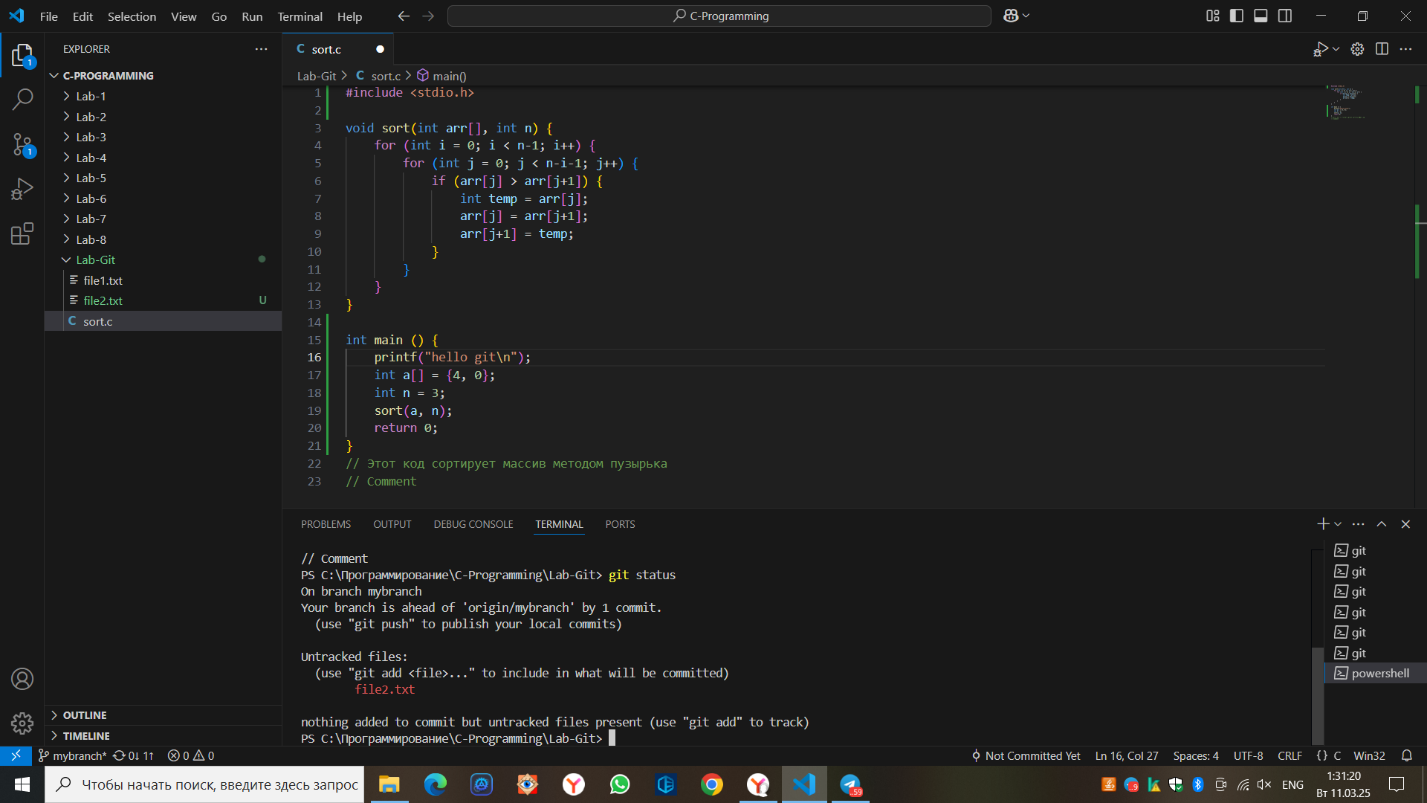 File Edit Selection View Go Run Terminal Help
C-Programming
EXPLORER
C-PROGRAMMING
Lab-1
Lab-2
Lab-3
Lab-4
Lab-5
Lab-6
Lab-7
Lab-8
Lab-Git
file1.txt
file2.txt U
C sort.c
OUTLINE
TIMELINE
C sort.c
Lab-Git > C sort.c > main()
1 #include <stdio.h>
2
3 void sort(int arr[], int n) {
4 for (int i = 0; i < n-1; i++) {
5 for (int j = 0; j < n-i-1; j++) {
6 if (arr[j] > arr[j+1]) {
7 int temp = arr[j];
8 arr[j] = arr[j+1];
9 arr[j+1] = temp;
10 }
11 }
12 }
13 }
14
15 int main () {
16 printf("hello git\n");
17 int a[] = {4, 0};
18 int n = 3;
19 sort(a, n);
20 return 0;
21 }
22 // Этот код сортирует массив методом пузырька
23 // Comment
PROBLEMS OUTPUT DEBUG CONSOLE TERMINAL PORTS
// Comment
PS C:\Программирование\C-Programming\Lab-Git> git status
On branch mybranch
Your branch is ahead of 'origin/mybranch' by 1 commit.
(use "git push" to publish your local commits)
Untracked files:
(use "git add <file>..." to include in what will be committed)
file2.txt
nothing added to commit but untracked files present (use "git add" to track)
PS C:\Программирование\C-Programming\Lab-Git>
git
git
git
git
git
git
powershell
mybranch* 0↓ 1↑ 0 0 Not Committed Yet Ln 16, Col 27 Spaces: 4 UTF-8 CRLF {} C Win32
Чтобы начать поиск, введите здесь запрос
ENG
1:31:20
Вт 11.03.25